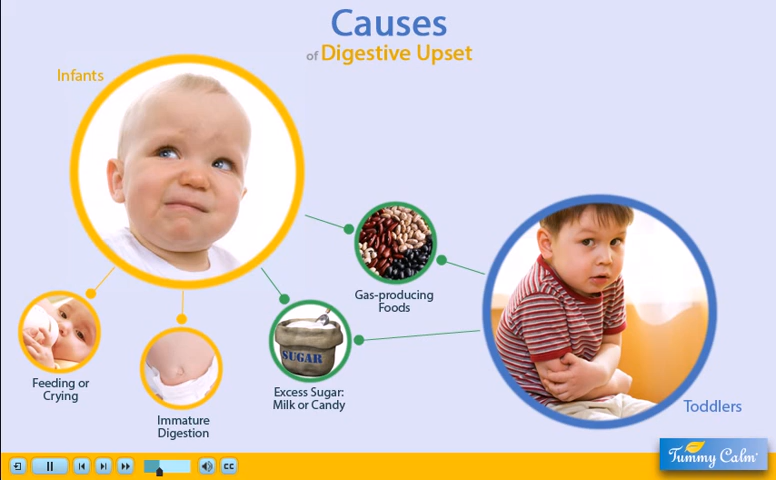 Causes
of Digestive Upset
Infants
Gas-producing
Foods
SUGAR
Feeding or
Crying
Immature
Digestion
Excess Sugar:
Milk or Candy
Toddlers
Tummy Calm
CC